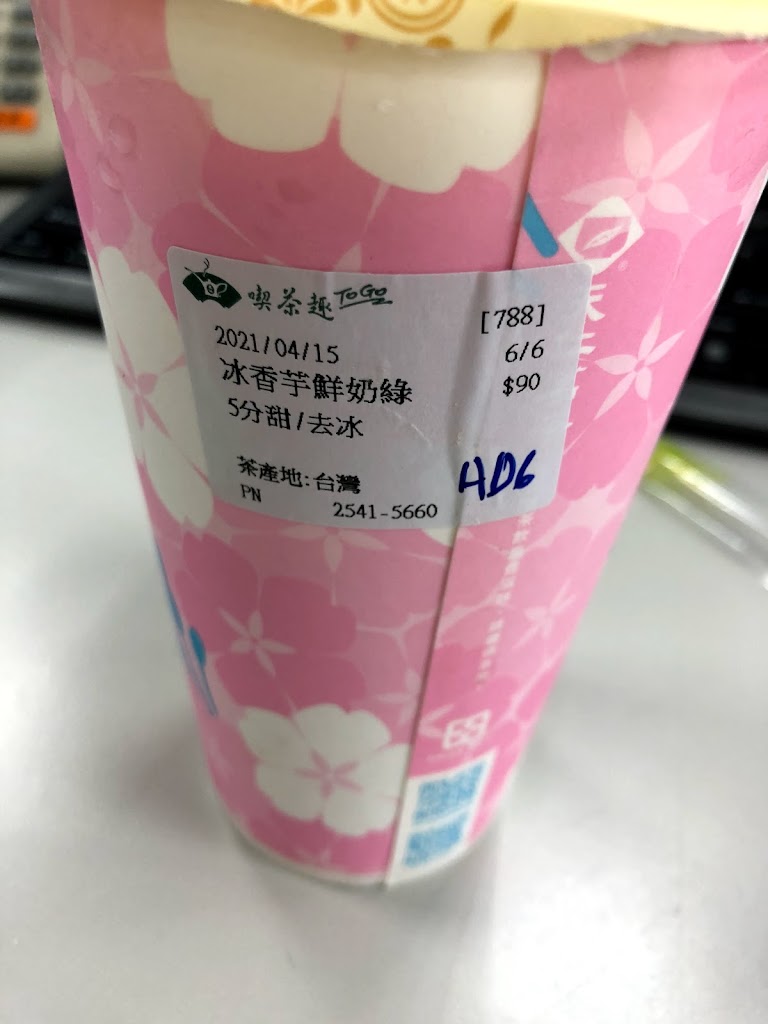 喫茶趣 ToGo
[788]
2021/04/15
6/6
冰香芋鮮奶綠
$90
5分甜/去冰
茶產地:台灣
HD6
PN
2541-5660